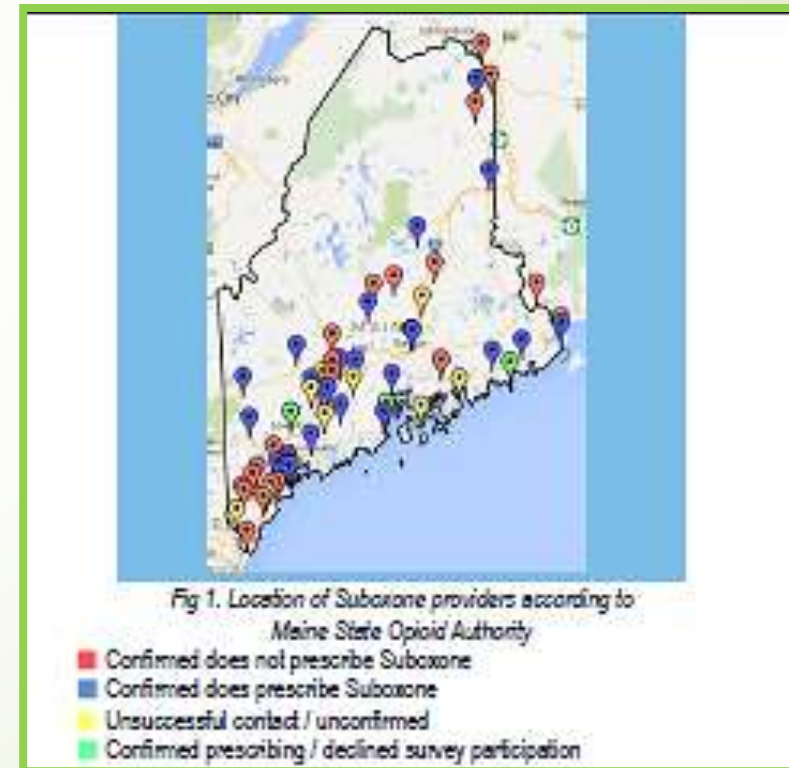 Fig 1. Location of Suboxone providers according to
Maine State Opioid Authority
Confirmed does not prescribe Suboxone
Confirmed does prescribe Suboxone
Unsuccessful contact / unconfirmed
Confirmed prescribing / declined survey participation